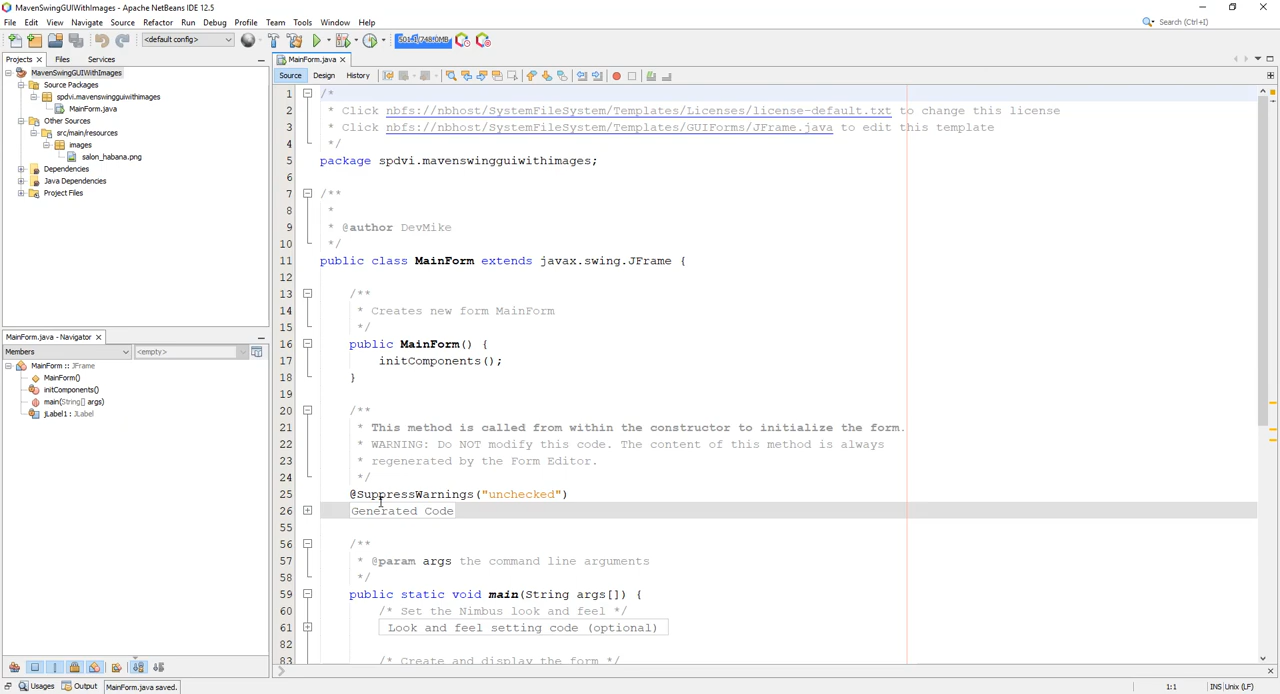 MavenSwingGUIWithImages - Apache NetBeans IDE 12.5
File Edit View Navigate Source Refactor Run Debug Profile Team Tools Window Help
Search (Ctrl+I)
<default config>
501.1/748.0MB
Projects Files Services
MavenSwingGUIWithImages
Source Packages
spdvi.mavenswingguiwithimages
MainForm.java
Other Sources
src/main/resources
images
salon_habana.png
Dependencies
Java Dependencies
Project Files
MainForm.java - Navigator
Members <empty>
MainForm :: JFrame
MainForm()
initComponents()
main(String[] args)
jLabel1 : JLabel
MainForm.java
Source Design History
1 /*
2 * Click nbfs://nbhost/SystemFileSystem/Templates/Licenses/license-default.txt to change this license
3 * Click nbfs://nbhost/SystemFileSystem/Templates/GUIForms/JFrame.java to edit this template
4 */
5 package spdvi.mavenswingguiwithimages;
6
7 /**
8 *
9 * @author DevMike
10 */
11 public class MainForm extends javax.swing.JFrame {
12
13 /**
14 * Creates new form MainForm
15 */
16 public MainForm() {
17 initComponents();
18 }
19
20 /**
21 * This method is called from within the constructor to initialize the form.
22 * WARNING: Do NOT modify this code. The content of this method is always
23 * regenerated by the Form Editor.
24 */
25 @SuppressWarnings("unchecked")
26 Generated Code
55
56 /**
57 * @param args the command line arguments
58 */
59 public static void main(String args[]) {
60 /* Set the Nimbus look and feel */
61 Look and feel setting code (optional)
82
83 /* Create and display the form */
Usages Output MainForm.java saved.
1:1 INS Unix (LF)